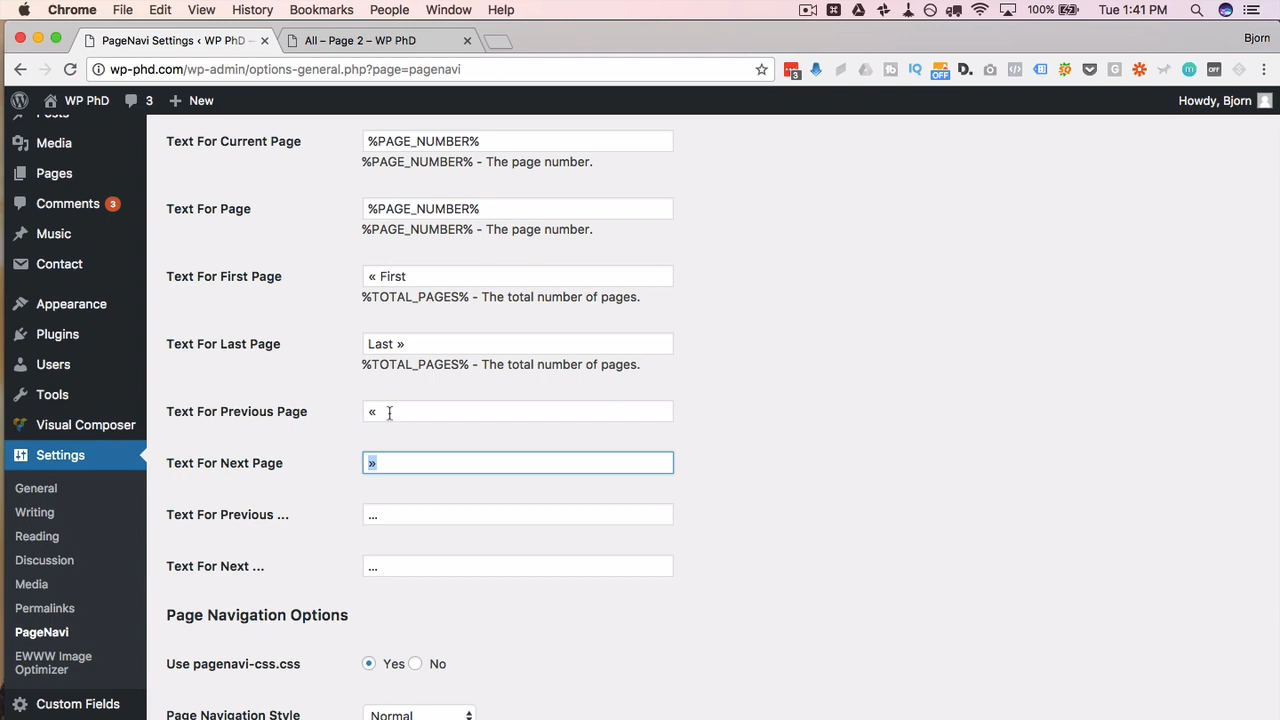 Chrome File Edit View History Bookmarks People Window Help 100% Tue 1:41 PM
PageNavi Settings ‹ WP PhD –
All – Page 2 – WP PhD
Bjorn
wp-phd.com/wp-admin/options-general.php?page=pagenavi
3
OFF
D.
IQ
G
m
OFF
WP PhD 3 + New
Howdy, Bjorn
Posts
Media
Pages
Comments 3
Music
Contact
Appearance
Plugins
Users
Tools
Visual Composer
Settings
General
Writing
Reading
Discussion
Media
Permalinks
PageNavi
EWWW Image
Optimizer
Custom Fields
Text For Current Page %PAGE_NUMBER%
%PAGE_NUMBER% - The page number.
Text For Page %PAGE_NUMBER%
%PAGE_NUMBER% - The page number.
Text For First Page « First
%TOTAL_PAGES% - The total number of pages.
Text For Last Page Last »
%TOTAL_PAGES% - The total number of pages.
Text For Previous Page «
Text For Next Page »
Text For Previous ... ...
Text For Next ... ...
Page Navigation Options
Use pagenavi-css.css Yes No
Page Navigation Style Normal